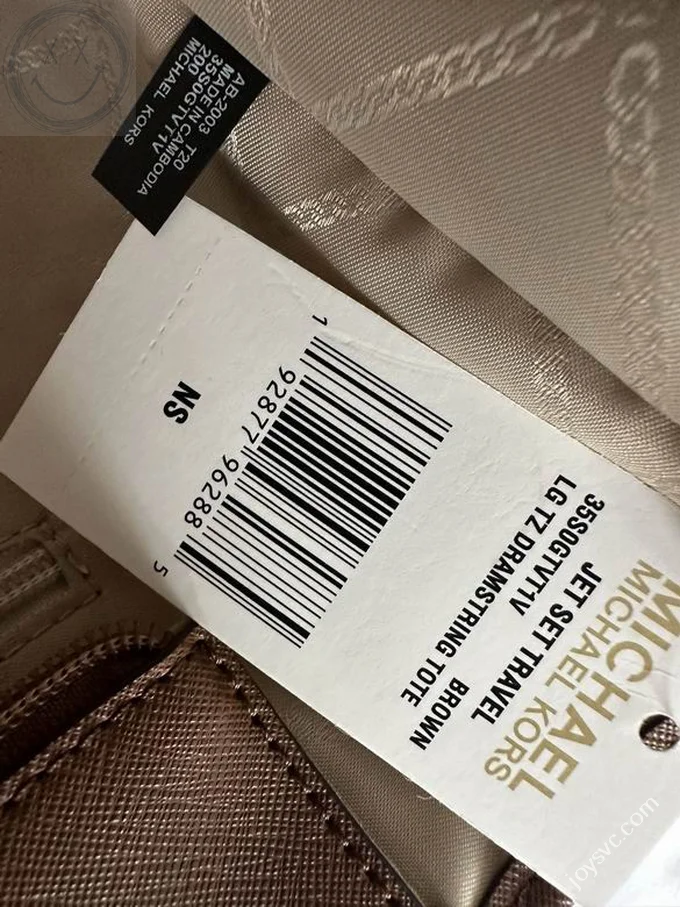 AB-2003 T20
MADE IN CAMBODIA
35S0GTVT1V
200
MICHAEL KORS
MICHAEL
MICHAEL KORS
JET SET TRAVEL
35S0GTVT1V
LG TZ DRAMSTRING TOTE
BROWN
1 92877 96288 5
NS
joysvc.com